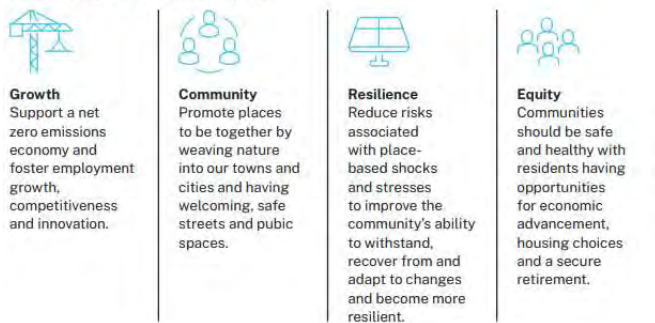 Growth
Support a net
zero emissions
economy and
foster employment
growth,
competitiveness
and innovation.
Community
Promote places
to be together by
weaving nature
into our towns and
cities and having
welcoming, safe
streets and pubic
spaces.
Resilience
Reduce risks
associated
with place-
based shocks
and stresses
to improve the
community's ability
to withstand,
recover from and
adapt to changes
and become more
resilient.
Equity
Communities
should be safe
and healthy with
residents having
opportunities
for economic
advancement,
housing choices
and a secure
retirement.